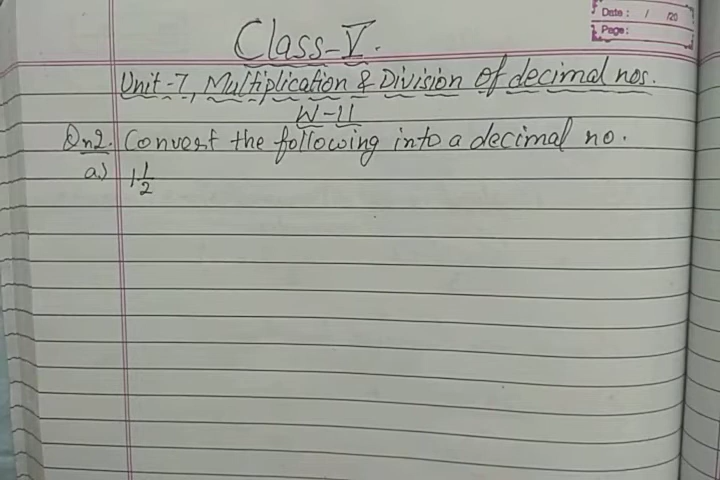 Date: / /20
Page:
Class-V.
Unit-7, Multiplication & Division of decimal nos.
W-11
Qn2. Convert the following into a decimal no.
a) 1 1/2